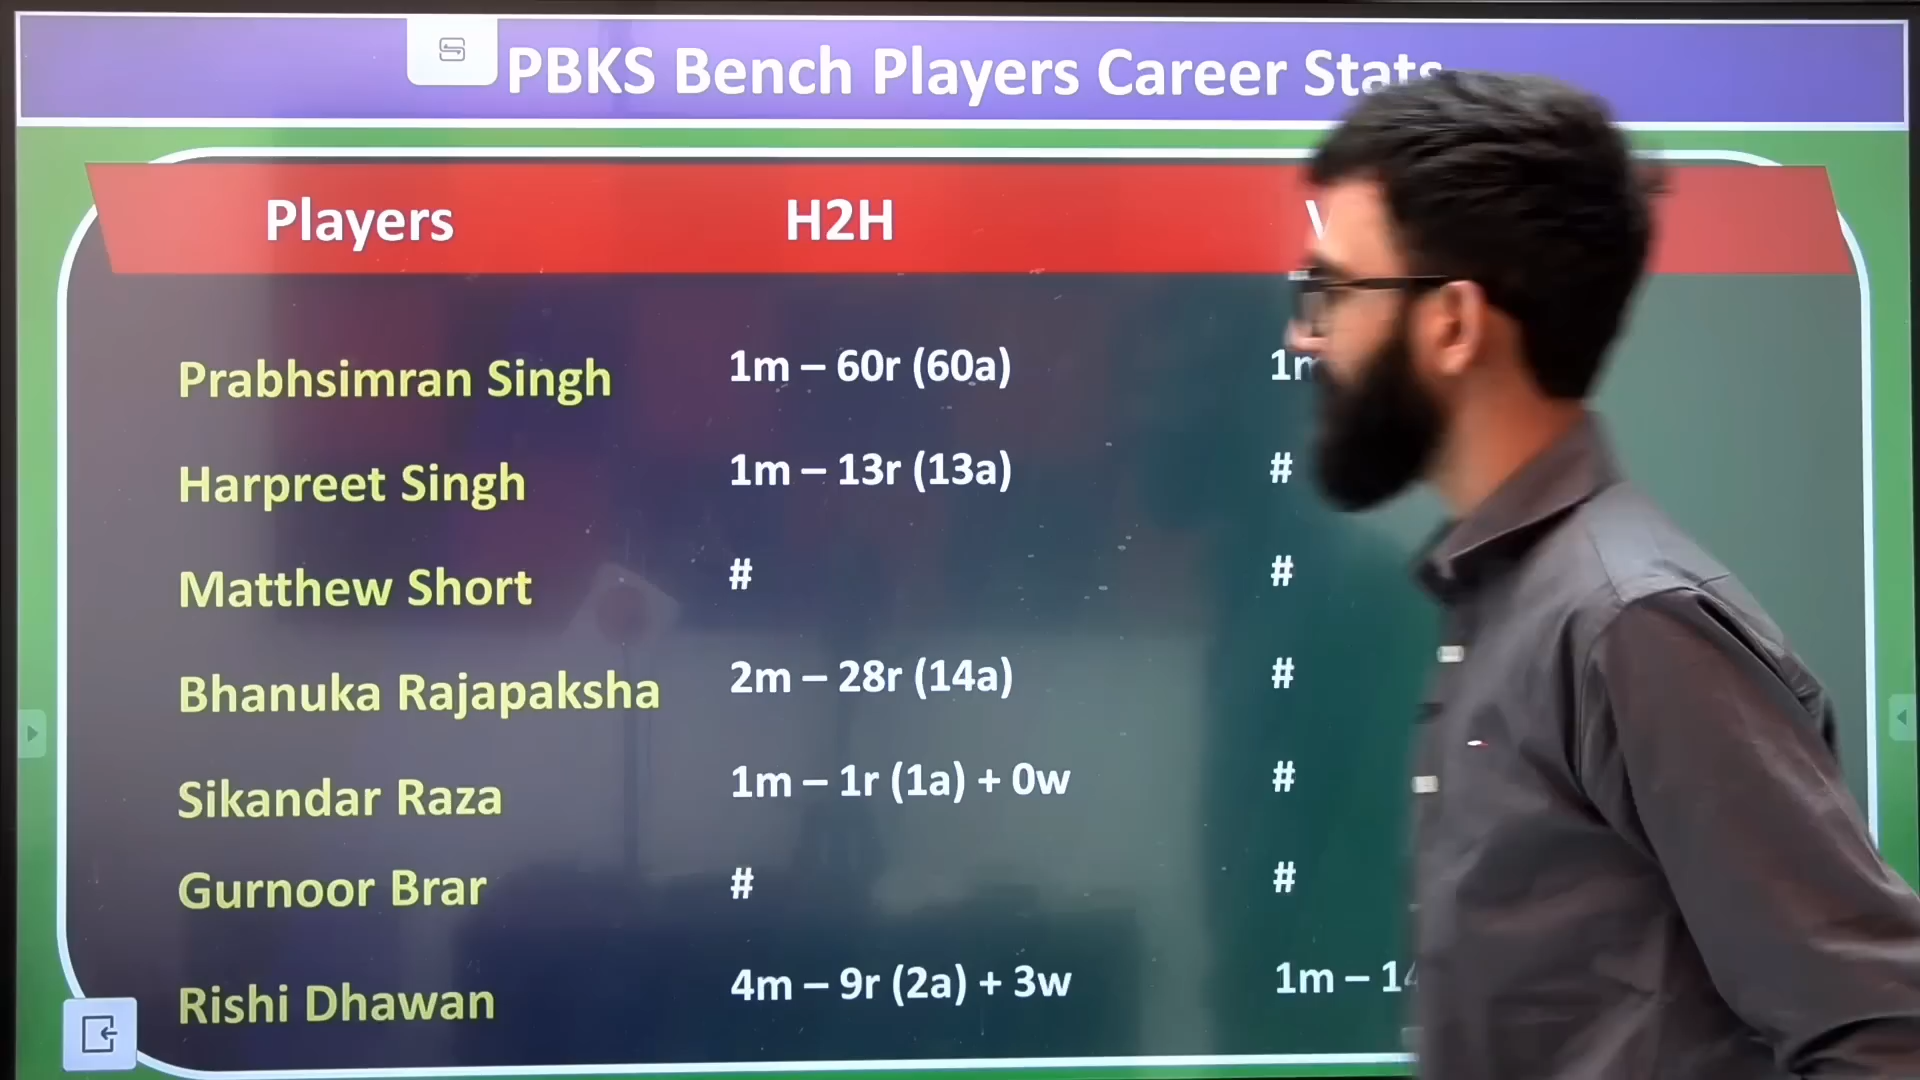 PBKS Bench Players Career Stats
Players H2H
Prabhsimran Singh 1m – 60r (60a)
Harpreet Singh 1m – 13r (13a) #
Matthew Short # #
Bhanuka Rajapaksha 2m – 28r (14a) #
Sikandar Raza 1m – 1r (1a) + 0w #
Gurnoor Brar # #
Rishi Dhawan 4m – 9r (2a) + 3w 1m –